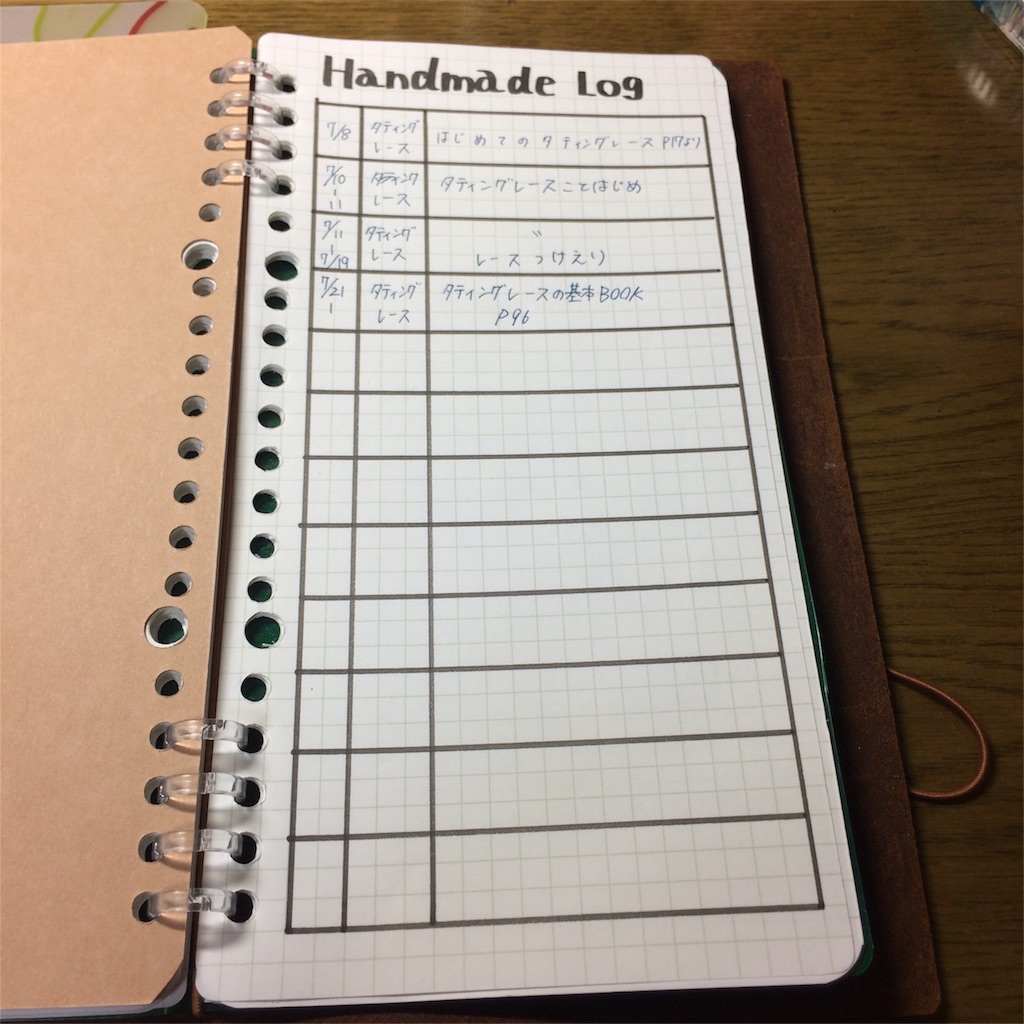 Handmade Log
7/8
タティング
レース
はじめてのタティングレース P17より
7/10
-
11
タティング
レース
タティングレースことはじめ
7/11
-
7/19
タティング
レース
〃
レースつけえり
7/21
-
タティング
レース
タティングレースの基本BOOK
P96